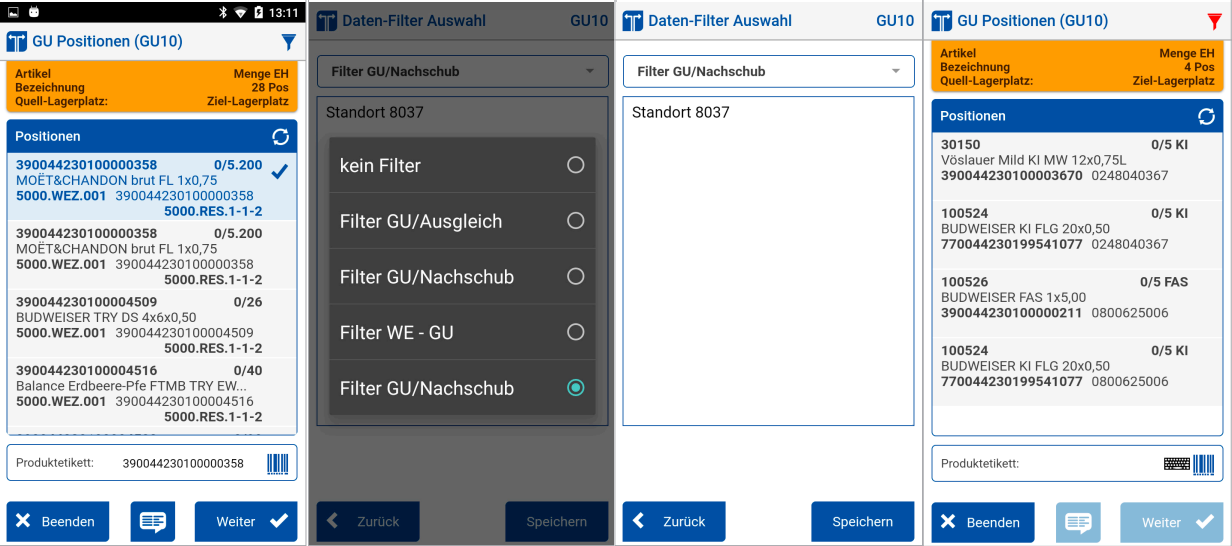 13:11
GU Positionen (GU10)
Artikel Menge EH
Bezeichnung 28 Pos
Quell-Lagerplatz: Ziel-Lagerplatz
Positionen
390044230100000358 0/5.200
MOËT&CHANDON brut FL 1x0,75
5000.WEZ.001 390044230100000358
5000.RES.1-1-2
390044230100000358 0/5.200
MOËT&CHANDON brut FL 1x0,75
5000.WEZ.001 390044230100000358
5000.RES.1-1-2
390044230100004509 0/26
BUDWEISER TRY DS 4x6x0,50
5000.WEZ.001 390044230100004509
5000.RES.1-1-2
390044230100004516 0/40
Balance Erdbeere-Pfe FTMB TRY EW...
5000.WEZ.001 390044230100004516
5000.RES.1-1-2
Produktetikett: 390044230100000358
Beenden Weiter
Daten-Filter Auswahl GU10
Filter GU/Nachschub
Standort 8037
kein Filter
Filter GU/Ausgleich
Filter GU/Nachschub
Filter WE - GU
Filter GU/Nachschub
Zurück Speichern
Daten-Filter Auswahl GU10
Filter GU/Nachschub
Standort 8037
Zurück Speichern
GU Positionen (GU10)
Artikel Menge EH
Bezeichnung 4 Pos
Quell-Lagerplatz: Ziel-Lagerplatz
Positionen
30150 0/5 KI
Vöslauer Mild KI MW 12x0,75L
390044230100003670 0248040367
100524 0/5 KI
BUDWEISER KI FLG 20x0,50
770044230199541077 0248040367
100526 0/5 FAS
BUDWEISER FAS 1x5,00
390044230100000211 0800625006
100524 0/5 KI
BUDWEISER KI FLG 20x0,50
770044230199541077 0800625006
Produktetikett:
Beenden Weiter